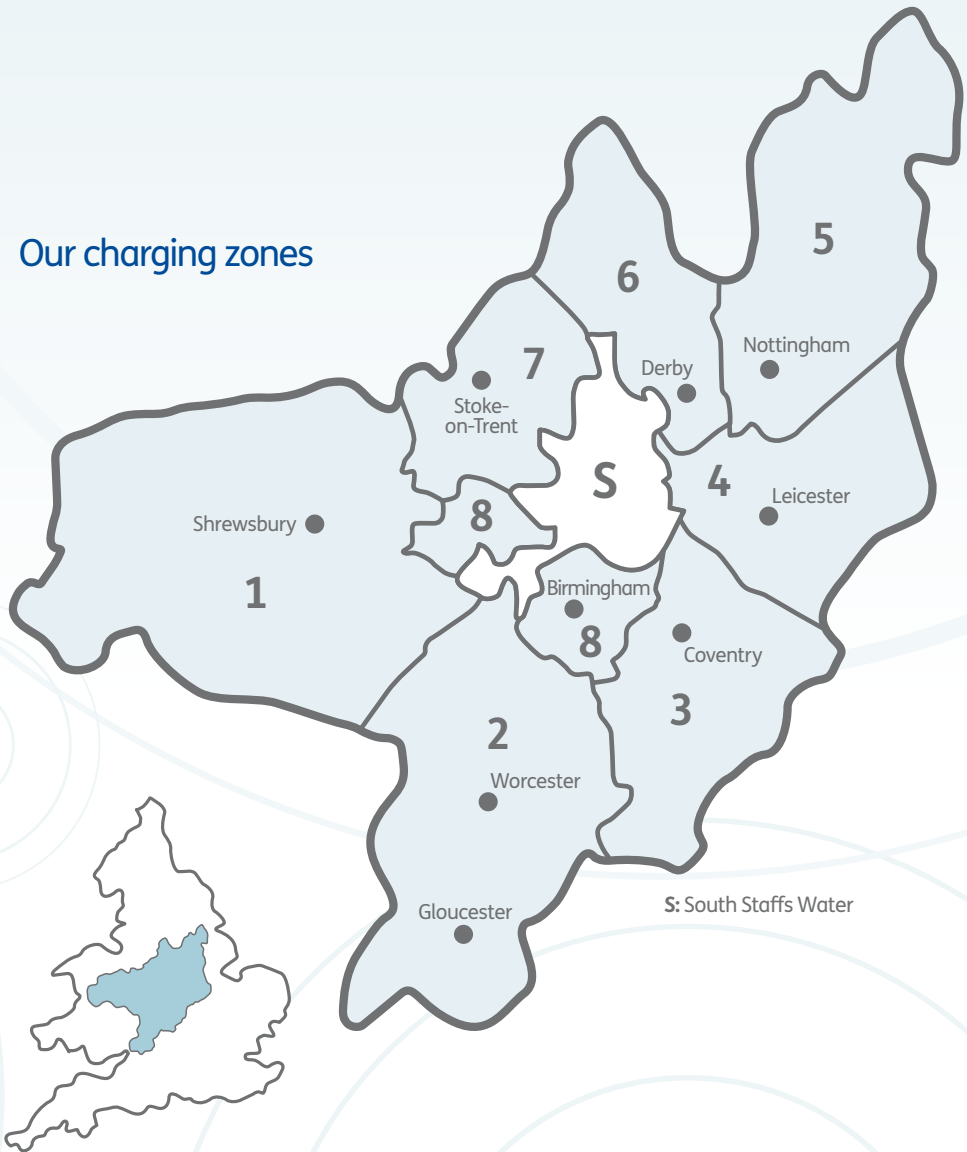 Our charging zones
5
6
Nottingham
7
Derby
Stoke-
on-Trent
S
4
Leicester
8
Shrewsbury
1
Birmingham
8
Coventry
3
2
Worcester
S: South Staffs Water
Gloucester